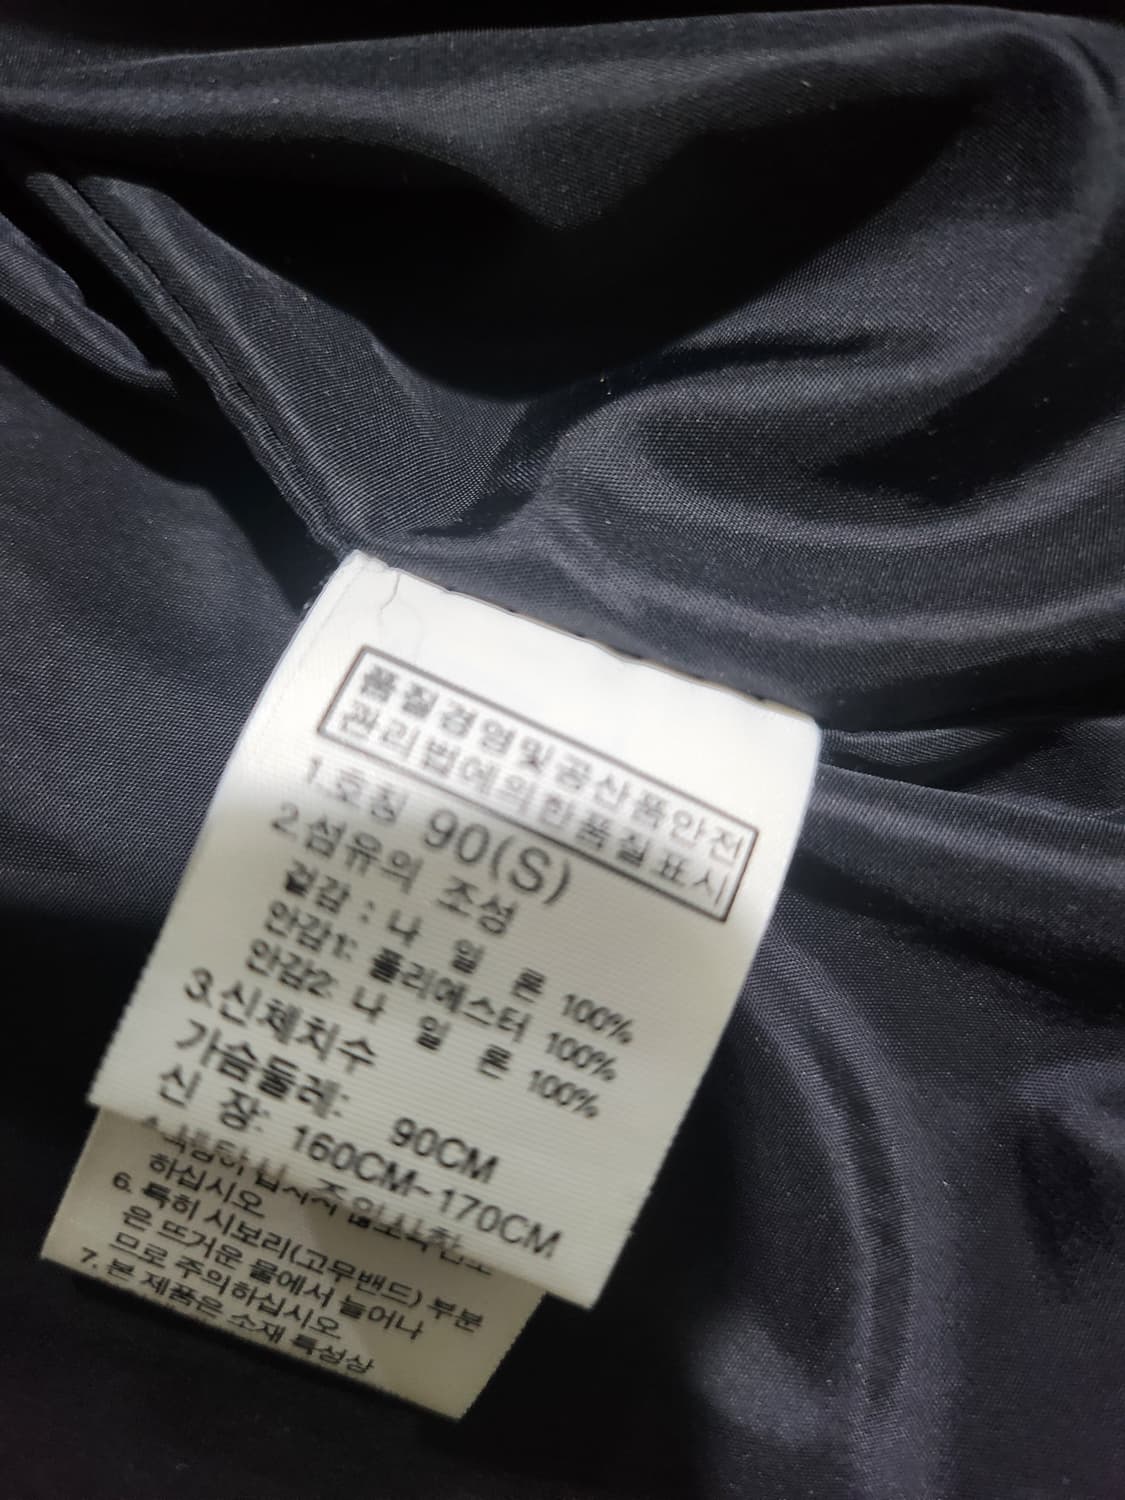 품질경영및공산품안전
관리법에의한품질표시
1.호칭 90(S)
2.섬유의 조성
겉감 : 나 일 론 100%
안감1: 폴리에스터 100%
안감2: 나 일 론 100%
3.신체치수
가슴둘레: 90CM
신 장: 160CM~170CM
하십시오
6. 특히 시보리(고무밴드) 부분
은 뜨거운 물에서 늘어나
므로 주의하십시오
7. 본 제품은 소재 특성상